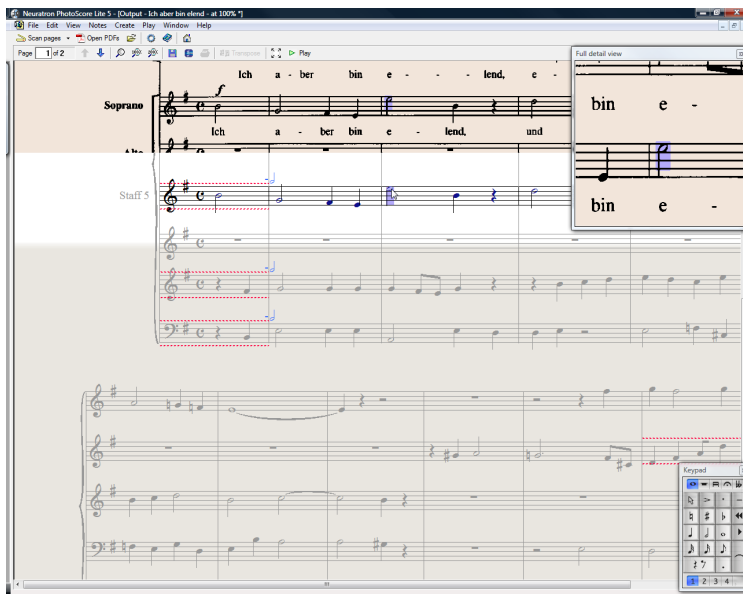 Neuratron PhotoScore Lite 5 - [Output - Ich aber bin elend - at 100% *]
File Edit View Notes Create Play Window Help
Scan pages Open PDFs
Page 1 of 2 Transpose Play
Full detail view
Ich a - ber bin e - - - lend, e -
Soprano f
Ich a - ber bin e - lend, und
Alto
bin e -
bin e -
Staff 5
Keypad
1 2 3 4